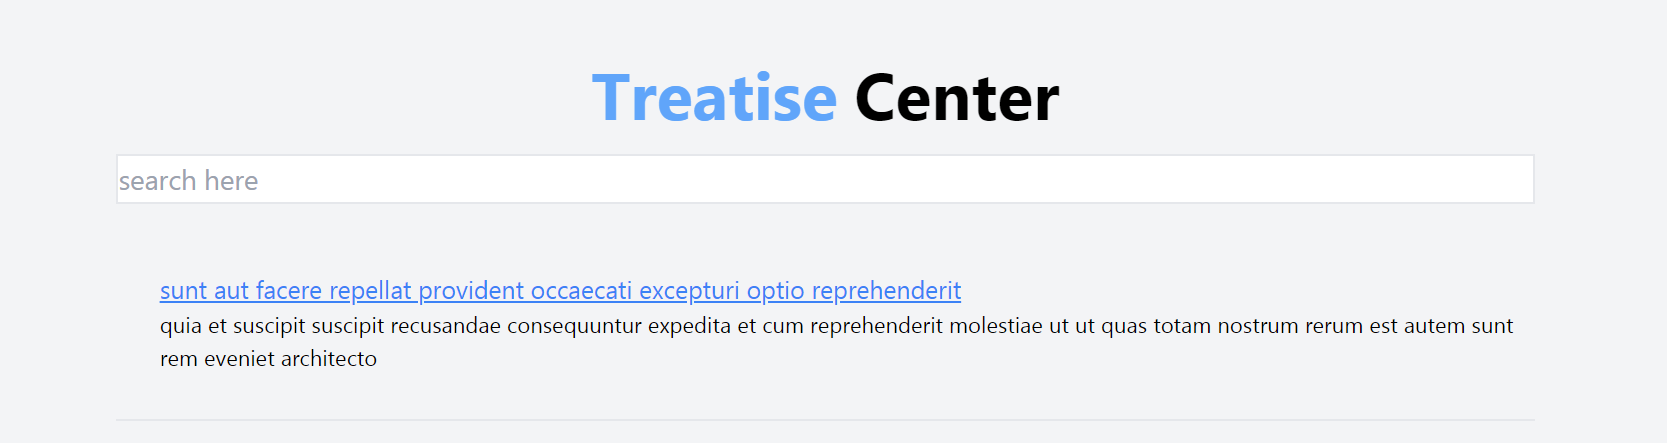 Treatise Center
search here
sunt aut facere repellat provident occaecati excepturi optio reprehenderit
quia et suscipit suscipit recusandae consequuntur expedita et cum reprehenderit molestiae ut ut quas totam nostrum rerum est autem sunt
rem eveniet architecto